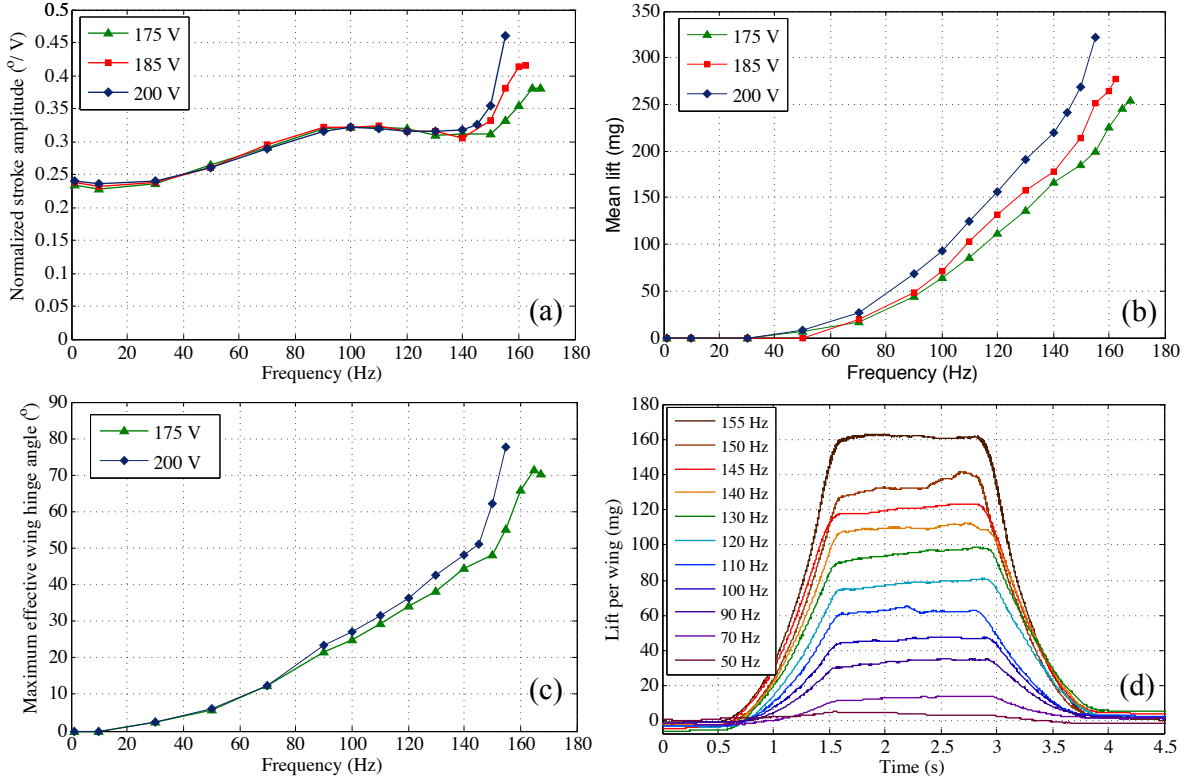 0.5
0.45
0.4
0.35
0.3
0.25
0.2
0.15
0.1
0.05
0
Normalized stroke amplitude (°/ V)
175 V
185 V
200 V
(a)
0 20 40 60 80 100 120 140 160 180
Frequency (Hz)
350
300
250
200
150
100
50
0
Mean lift (mg)
175 V
185 V
200 V
(b)
0 20 40 60 80 100 120 140 160 180
Frequency (Hz)
90
80
70
60
50
40
30
20
10
0
Maximum effective wing hinge angle (°)
175 V
200 V
(c)
0 20 40 60 80 100 120 140 160 180
Frequency (Hz)
180
160
140
120
100
80
60
40
20
0
Lift per wing (mg)
155 Hz
150 Hz
145 Hz
140 Hz
130 Hz
120 Hz
110 Hz
100 Hz
90 Hz
70 Hz
50 Hz
(d)
0 0.5 1 1.5 2 2.5 3 3.5 4 4.5
Time (s)